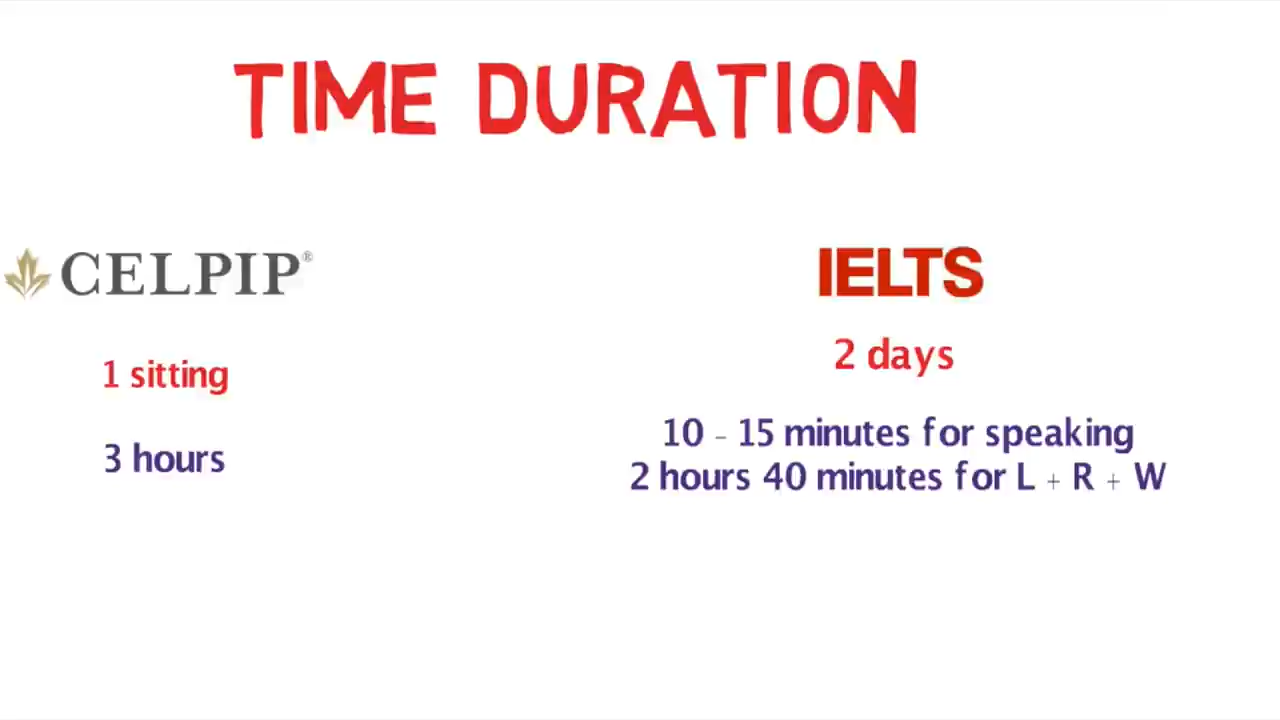 TIME DURATION
CELPIP®
1 sitting
3 hours
IELTS
2 days
10 - 15 minutes for speaking
2 hours 40 minutes for L + R + W